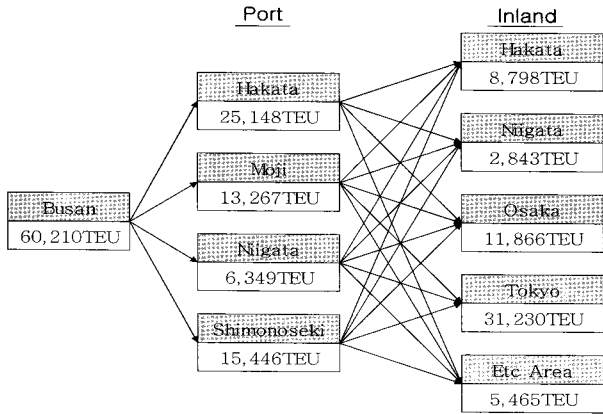 Port
Inland
Busan
60,210TEU
Hakata
25,148TEU
Moji
13,267TEU
Niigata
6,349TEU
Shimonoseki
15,446TEU
Hakata
8,798TEU
Niigata
2,843TEU
Osaka
11,866TEU
Tokyo
31,230TEU
Etc Area
5,465TEU